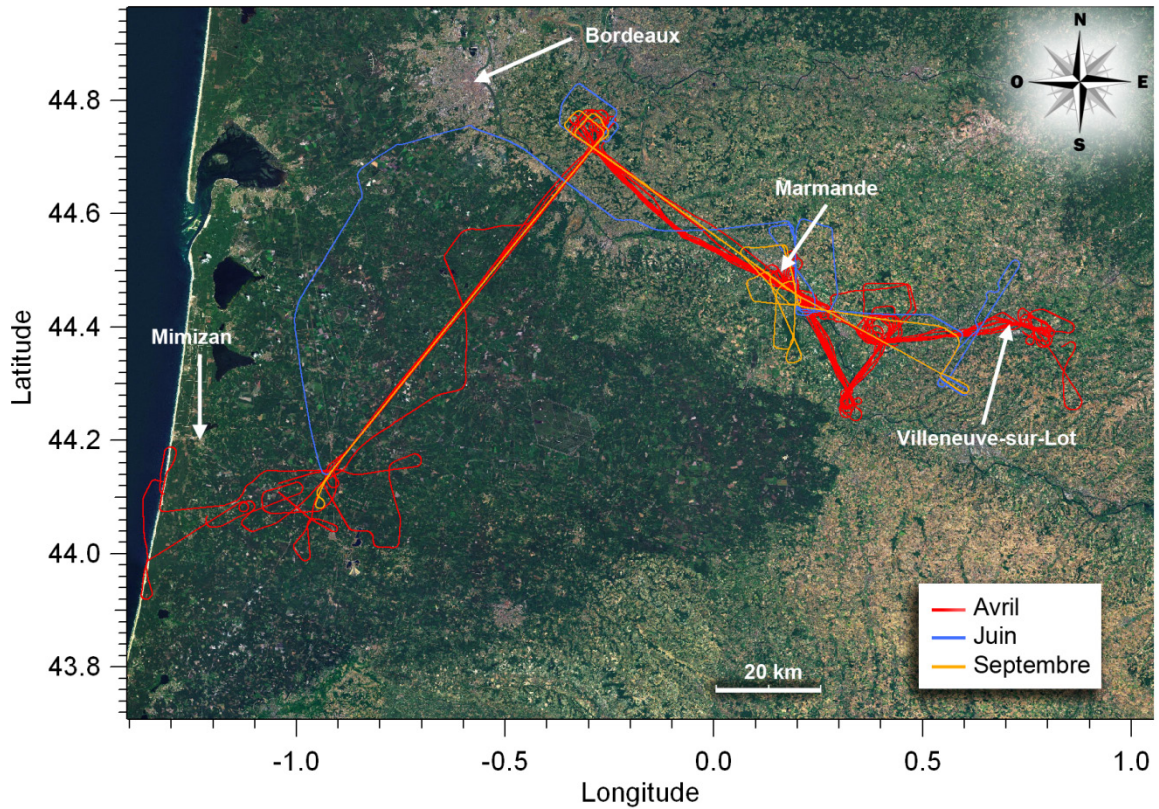 N
O
E
S
Bordeaux
Marmande
Mimizan
Villeneuve-sur-Lot
44.8
44.6
44.4
44.2
44.0
43.8
Latitude
Avril
Juin
Septembre
20 km
-1.0
-0.5
0.0
0.5
1.0
Longitude